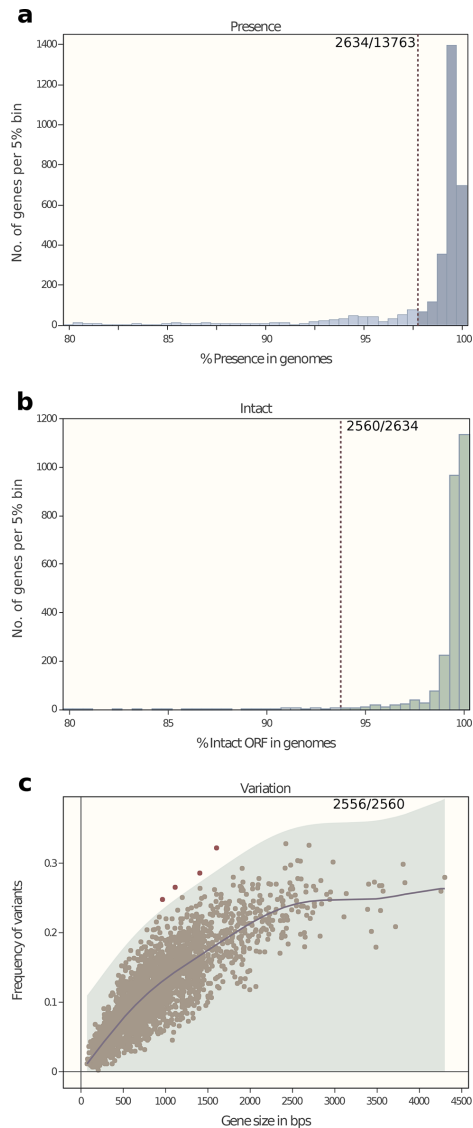 a
Presence
2634/13763
1400
1200
1000
800
600
400
200
0
No. of genes per 5% bin
80 85 90 95 100
% Presence in genomes
b
Intact
2560/2634
1200
1000
800
600
400
200
0
No. of genes per 5% bin
80 85 90 95 100
% Intact ORF in genomes
c
Variation
2556/2560
0.3
0.2
0.1
0
Frequency of variants
0 500 1000 1500 2000 2500 3000 3500 4000 4500
Gene size in bps